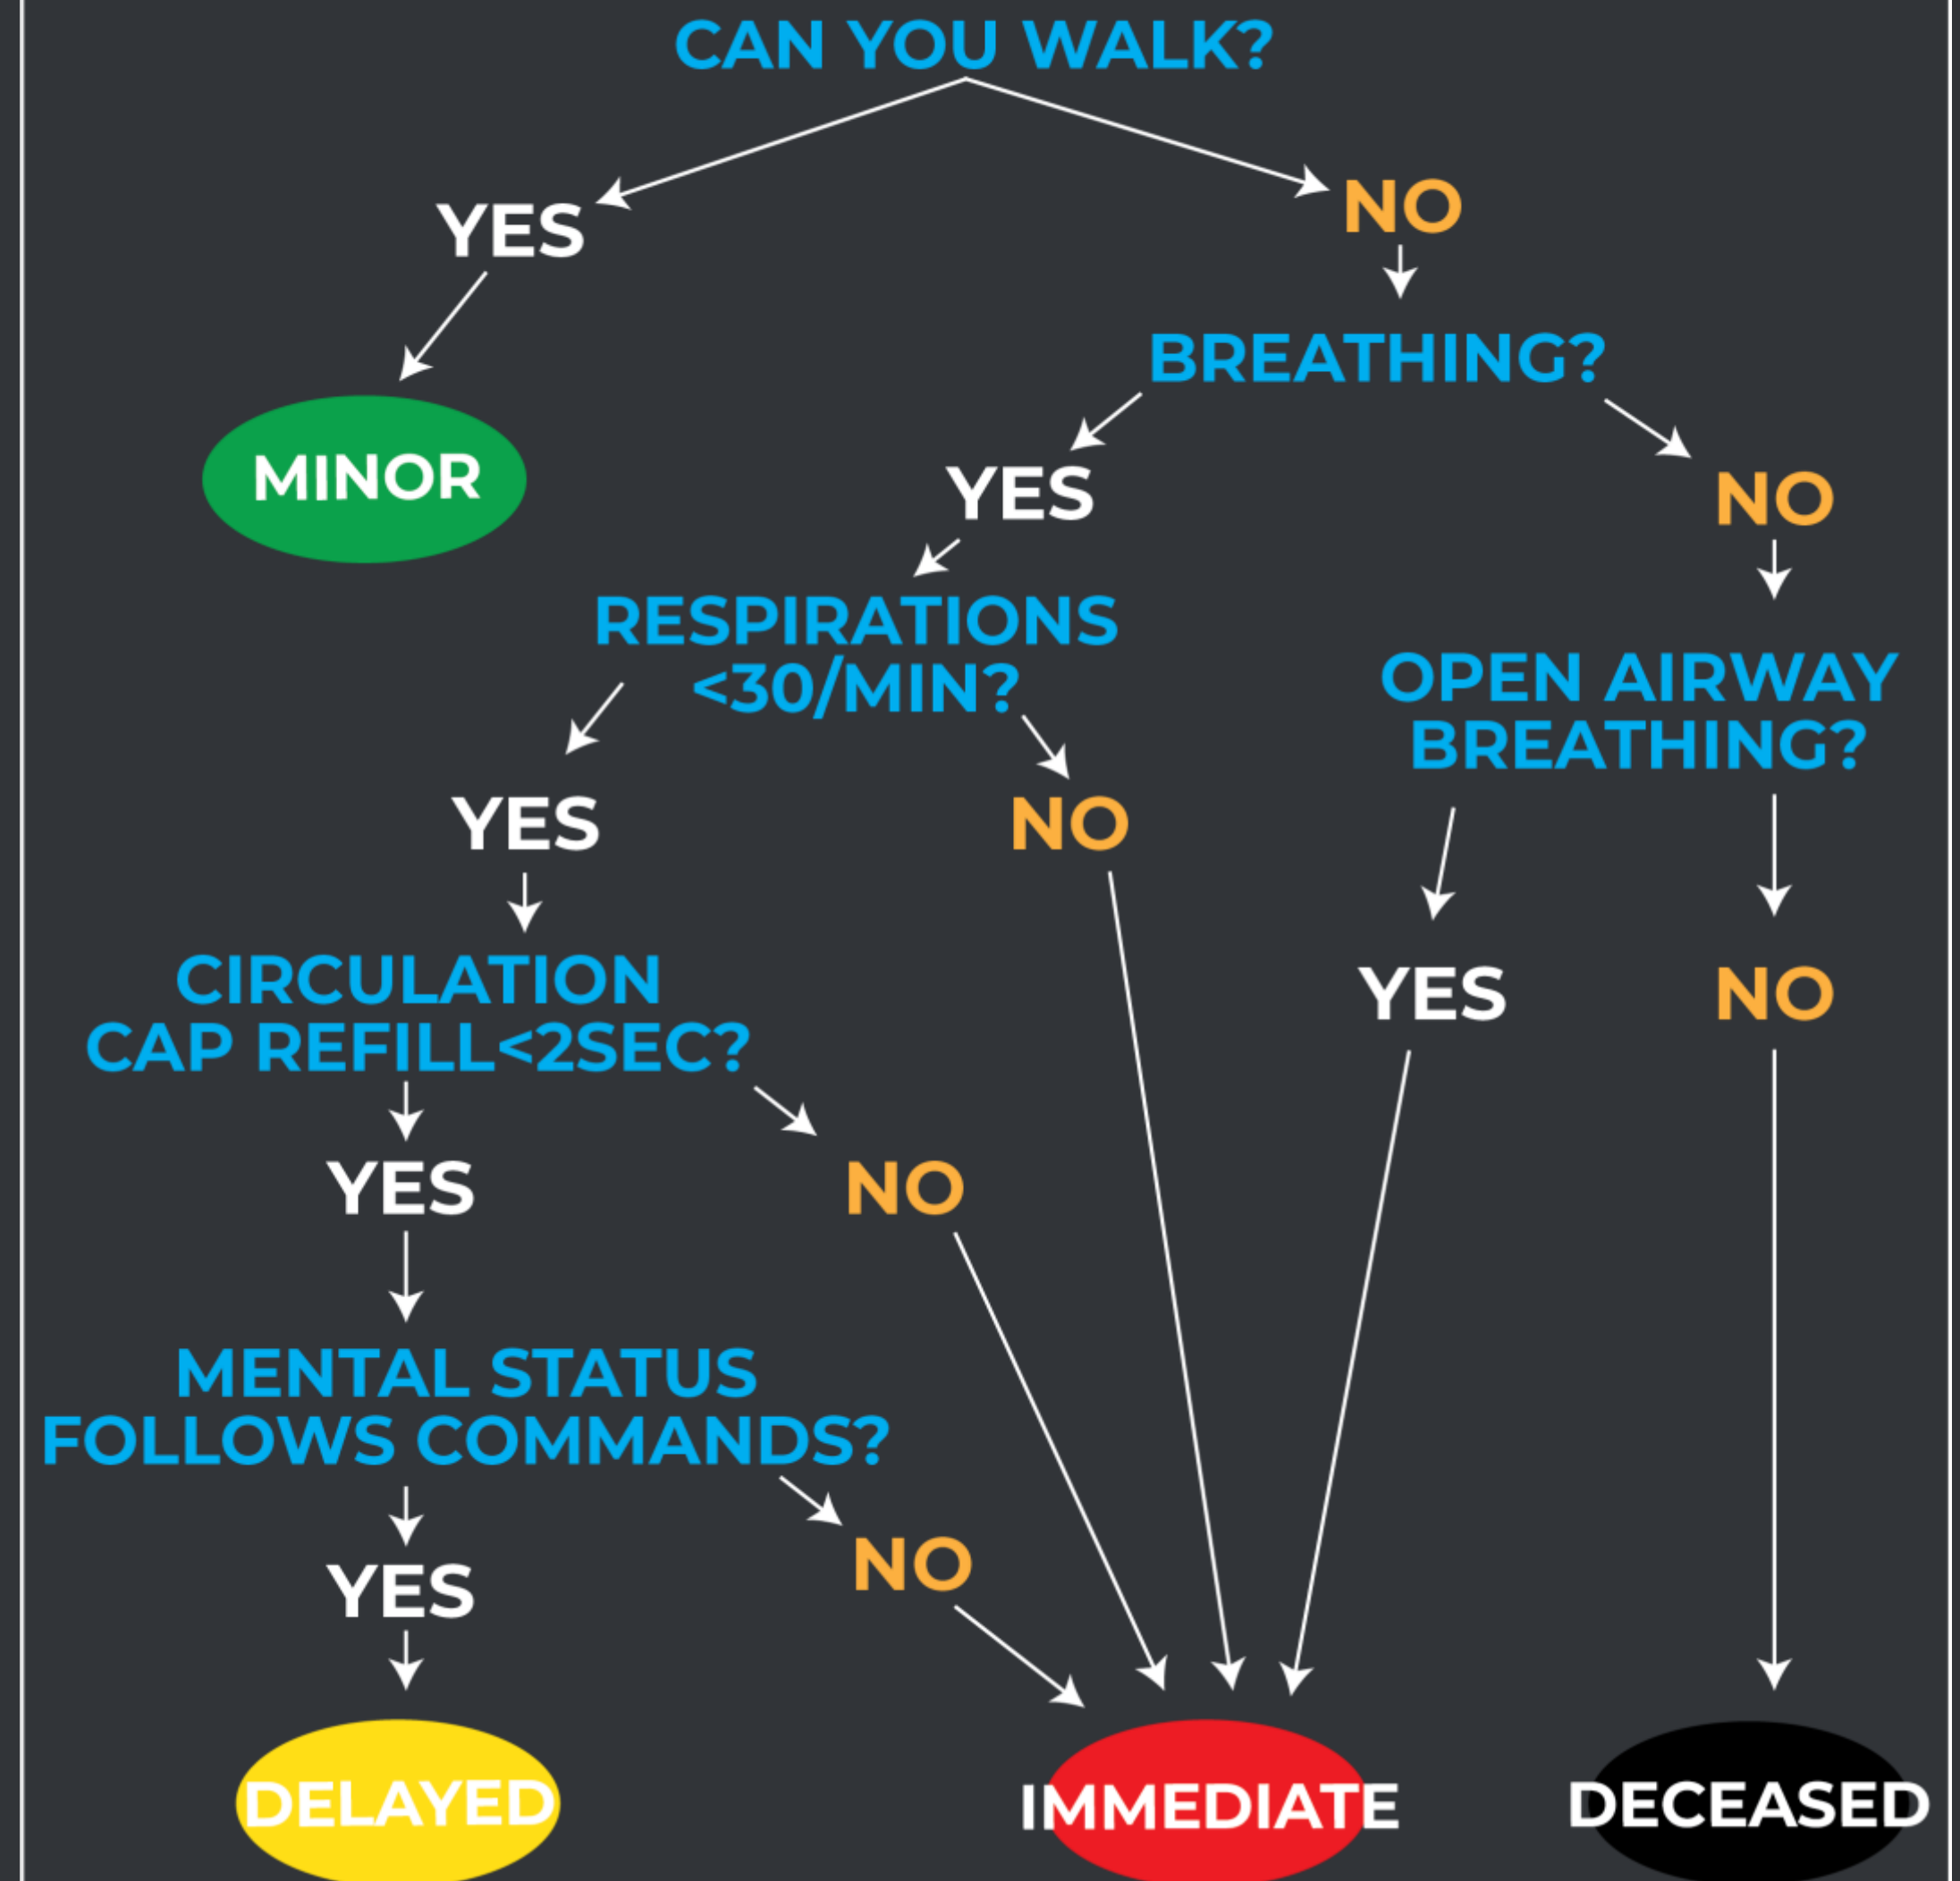 CAN YOU WALK?
YES
NO
MINOR
BREATHING?
YES
NO
RESPIRATIONS
<30/MIN?
OPEN AIRWAY
BREATHING?
YES
NO
CIRCULATION
CAP REFILL<2SEC?
YES
NO
YES
NO
MENTAL STATUS
FOLLOWS COMMANDS?
YES
NO
DELAYED
IMMEDIATE
DECEASED